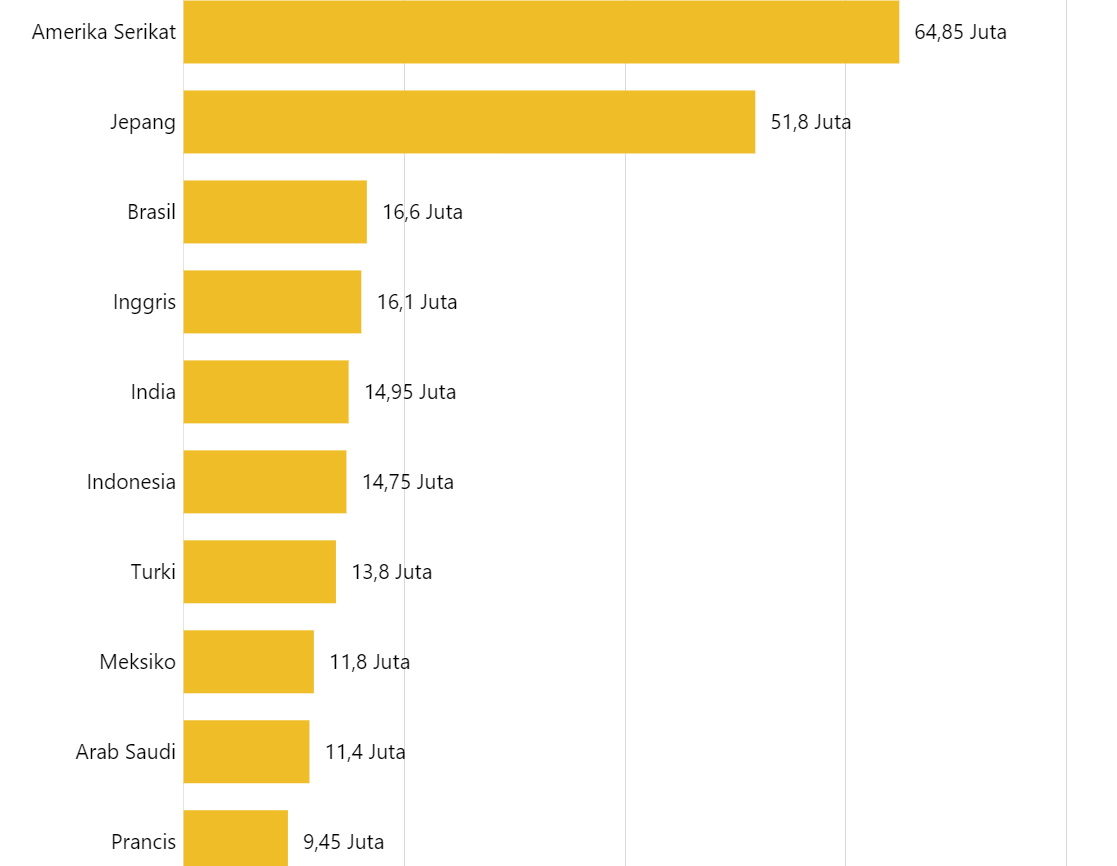 Amerika Serikat 64,85 Juta
Jepang 51,8 Juta
Brasil 16,6 Juta
Inggris 16,1 Juta
India 14,95 Juta
Indonesia 14,75 Juta
Turki 13,8 Juta
Meksiko 11,8 Juta
Arab Saudi 11,4 Juta
Prancis 9,45 Juta